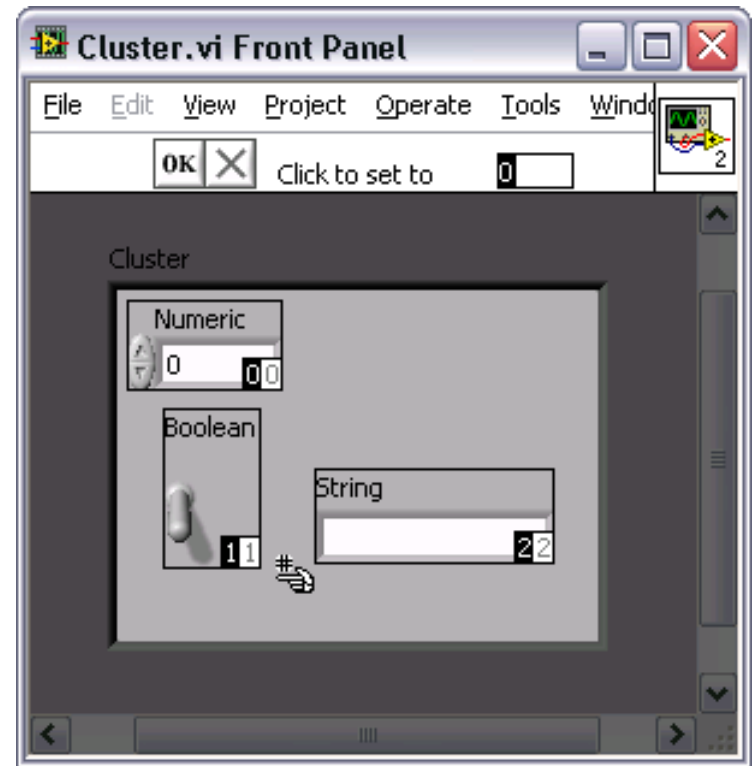 Cluster.vi Front Panel
File Edit View Project Operate Tools Windo
OK Click to set to 0
2
Cluster
Numeric
0 0 0
Boolean
1 1
String
2 2